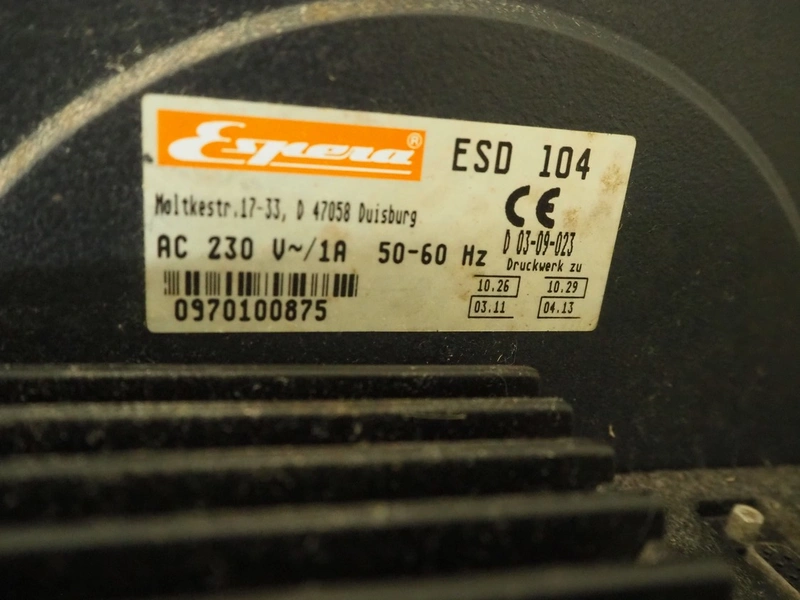 Espera®
ESD 104
Moltkestr.17-33, D 47058 Duisburg
CE
AC 230 V~/1A 50-60 Hz
D 03-09-023
Druckwerk zu
10.26 10.29
03.11 04.13
0970100875